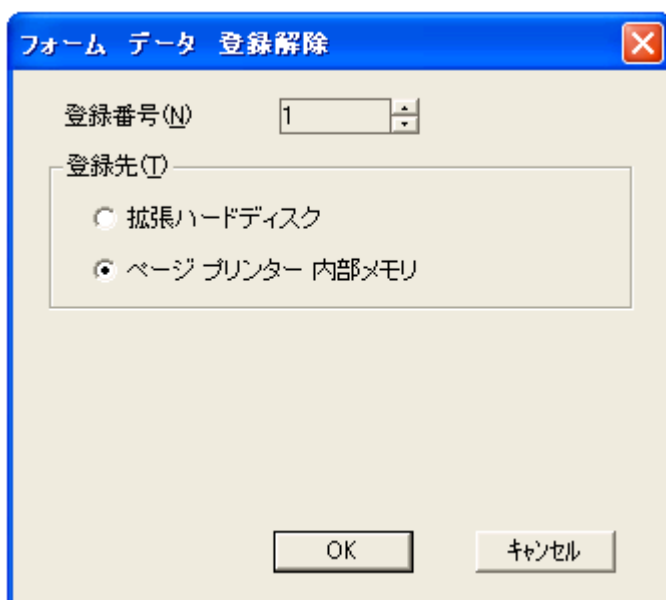 フォーム データ 登録解除
登録番号(N) 1
登録先(T)
拡張ハードディスク
ページ プリンター 内部メモリ
OK キャンセル